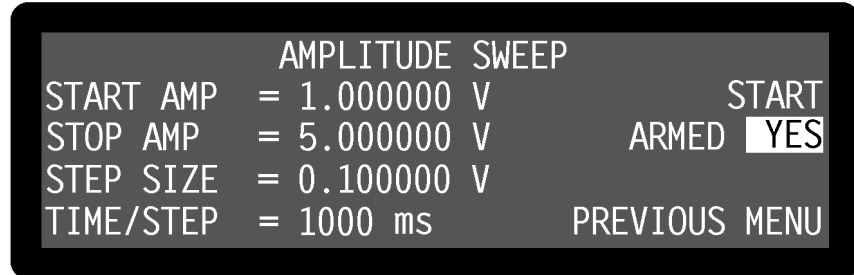 AMPLITUDE SWEEP
START AMP = 1.000000 V START
STOP AMP = 5.000000 V ARMED YES
STEP SIZE = 0.100000 V
TIME/STEP = 1000 ms PREVIOUS MENU